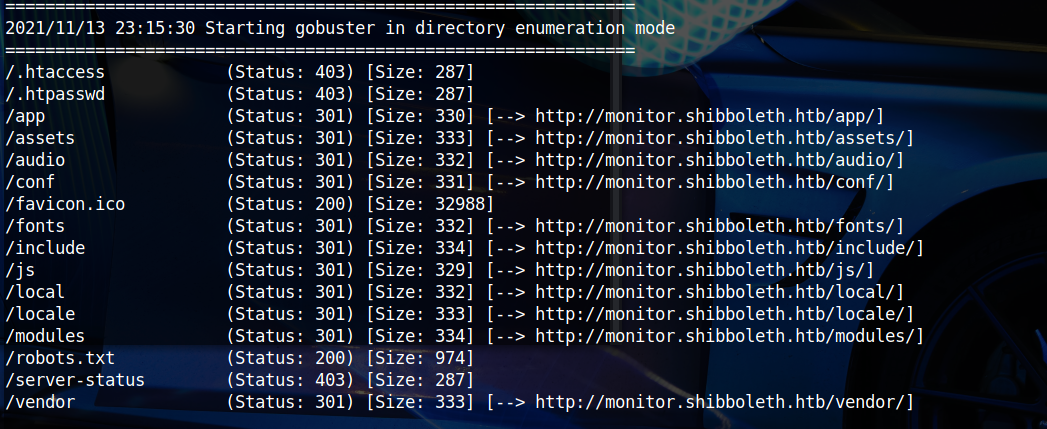 ===============================================================
2021/11/13 23:15:30 Starting gobuster in directory enumeration mode
===============================================================
/.htaccess            (Status: 403) [Size: 287]
/.htpasswd            (Status: 403) [Size: 287]
/app                  (Status: 301) [Size: 330] [--> http://monitor.shibboleth.htb/app/]
/assets               (Status: 301) [Size: 333] [--> http://monitor.shibboleth.htb/assets/]
/audio                (Status: 301) [Size: 332] [--> http://monitor.shibboleth.htb/audio/]
/conf                 (Status: 301) [Size: 331] [--> http://monitor.shibboleth.htb/conf/]
/favicon.ico          (Status: 200) [Size: 32988]
/fonts                (Status: 301) [Size: 332] [--> http://monitor.shibboleth.htb/fonts/]
/include              (Status: 301) [Size: 334] [--> http://monitor.shibboleth.htb/include/]
/js                   (Status: 301) [Size: 329] [--> http://monitor.shibboleth.htb/js/]
/local                (Status: 301) [Size: 332] [--> http://monitor.shibboleth.htb/local/]
/locale               (Status: 301) [Size: 333] [--> http://monitor.shibboleth.htb/locale/]
/modules              (Status: 301) [Size: 334] [--> http://monitor.shibboleth.htb/modules/]
/robots.txt           (Status: 200) [Size: 974]
/server-status        (Status: 403) [Size: 287]
/vendor               (Status: 301) [Size: 333] [--> http://monitor.shibboleth.htb/vendor/]